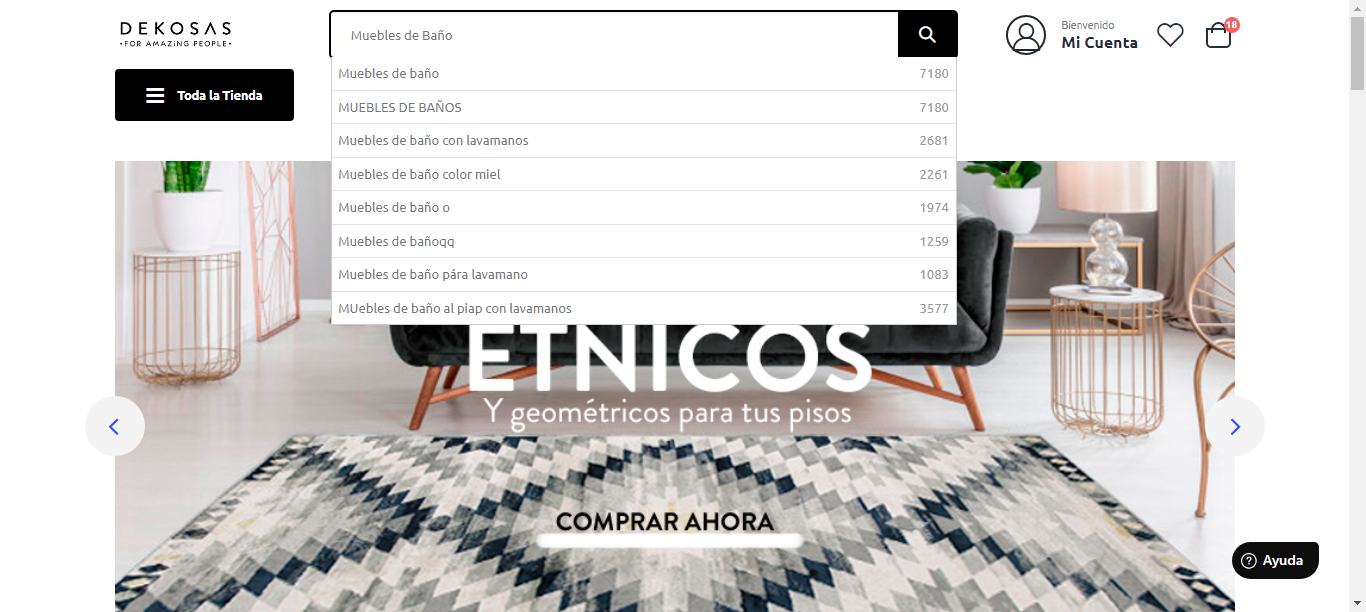 DEKOSAS
•FOR AMAZING PEOPLE•
Muebles de Baño
Bienvenido
Mi Cuenta
18
Toda la Tienda
Muebles de baño 7180
MUEBLES DE BAÑOS 7180
Muebles de baño con lavamanos 2681
Muebles de baño color miel 2261
Muebles de baño o 1974
Muebles de bañoqq 1259
Muebles de baño pára lavamano 1083
MUebles de baño al piap con lavamanos 3577
ETNICOS
Y geométricos para tus pisos
COMPRAR AHORA
? Ayuda